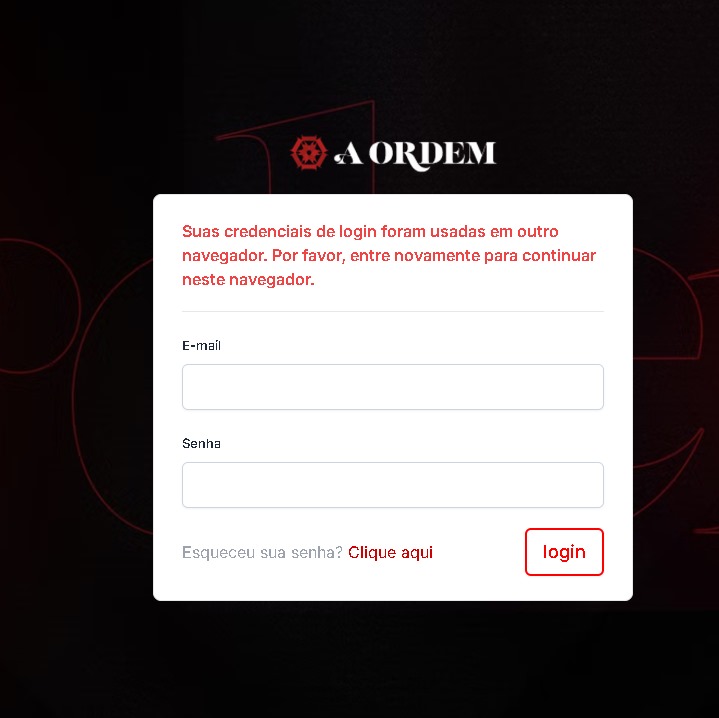 A ORDEM
Suas credenciais de login foram usadas em outro
navegador. Por favor, entre novamente para continuar
neste navegador.
E-mail
Senha
Esqueceu sua senha? Clique aqui
login